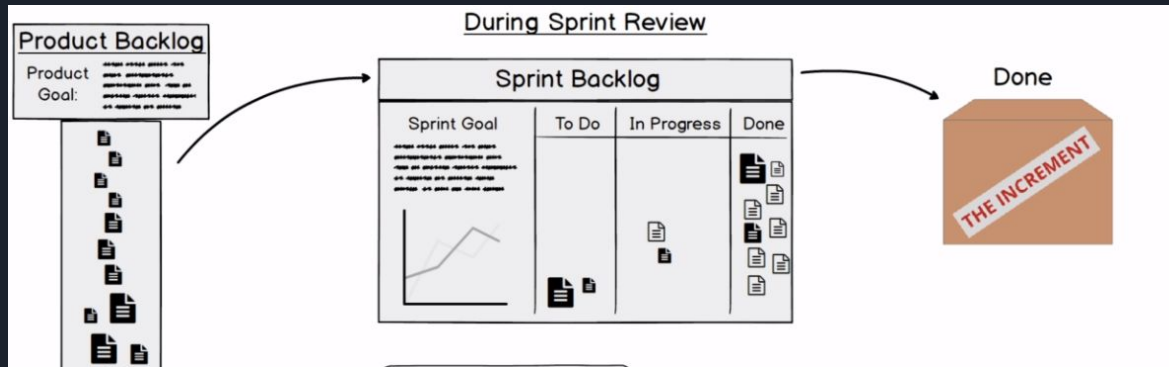 During Sprint Review
Product Backlog
Product
Goal:
Sprint Backlog
Sprint Goal
To Do
In Progress
Done
Done
THE INCREMENT